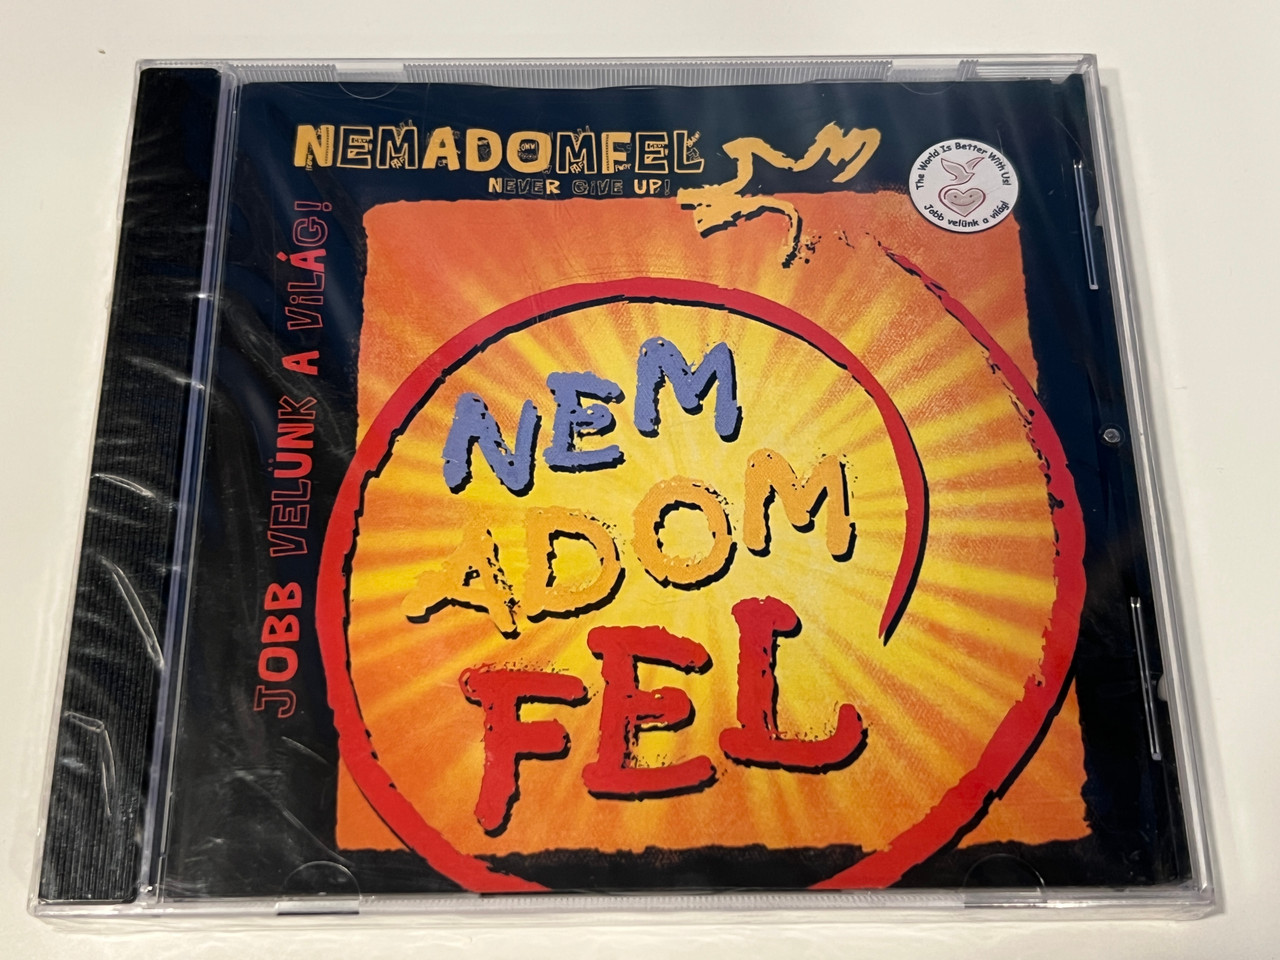 NEMADOMFEL
NEVER GIVE UP!
The World Is Better With Us!
Jobb velünk a világ!
JOBB VELÜNK A ViLÁG!
NEM
ADOM
FEL